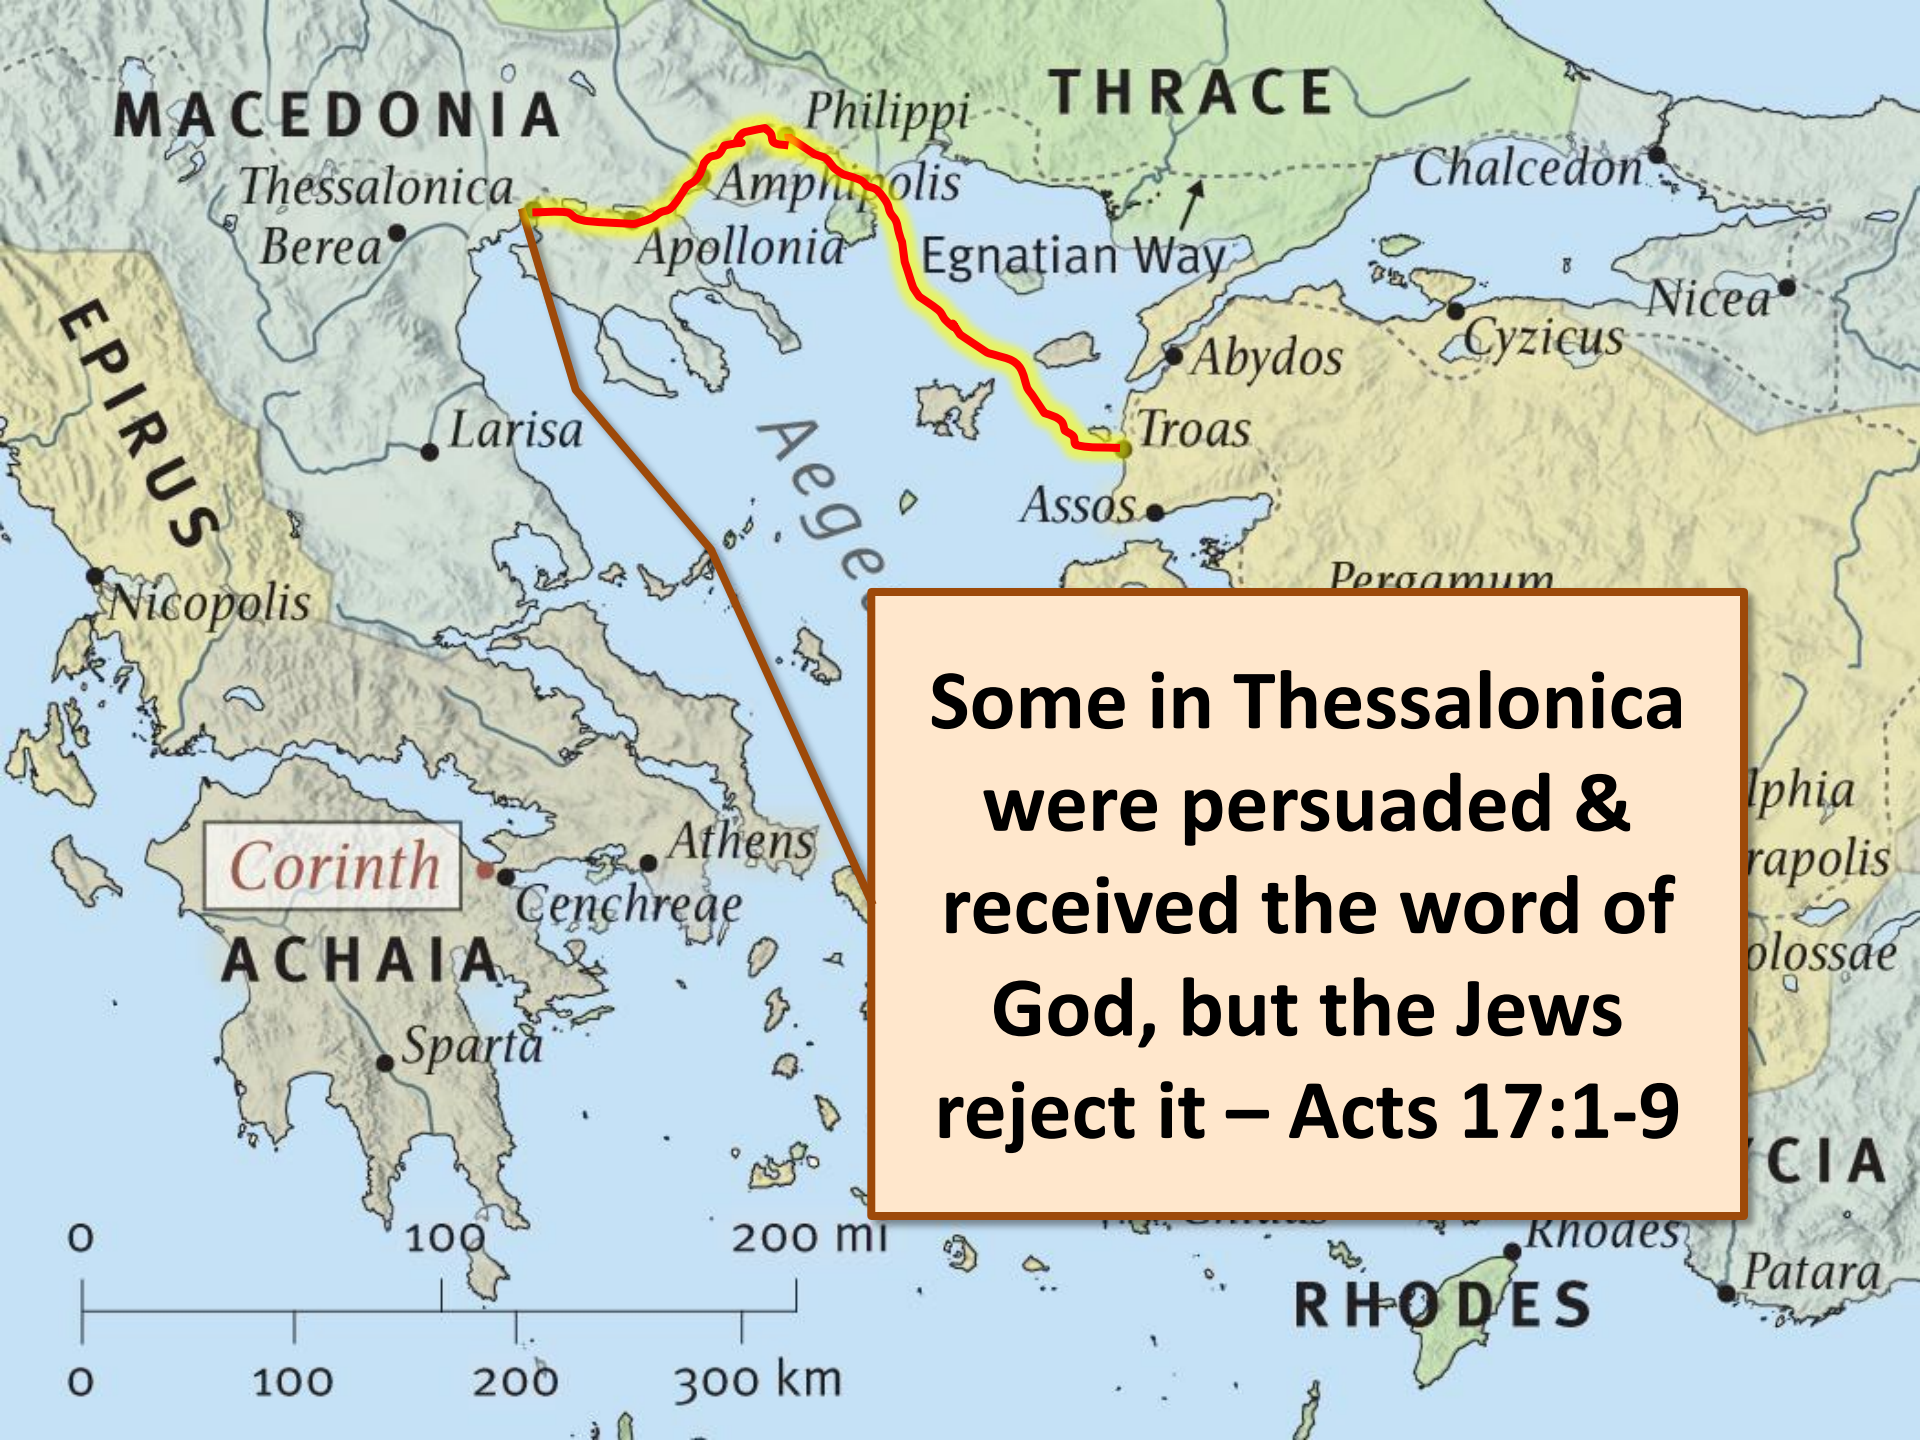 MACEDONIA
THRACE
Philippi
Thessalonica
Amphipolis
Chalcedon
Berea
Apollonia
Egnatian Way
Nicea
EPIRUS
Abydos
Cyzicus
Larisa
Troas
Aege
Assos
Pergamum
Nicopolis
Some in Thessalonica
were persuaded &
received the word of
God, but the Jews
reject it – Acts 17:1-9
lphia
Corinth
Athens
rapolis
Cenchreae
ACHAIA
olossae
Sparta
CIA
0 100 200 mi
Rhodes
Patara
RHODES
0 100 200 300 km